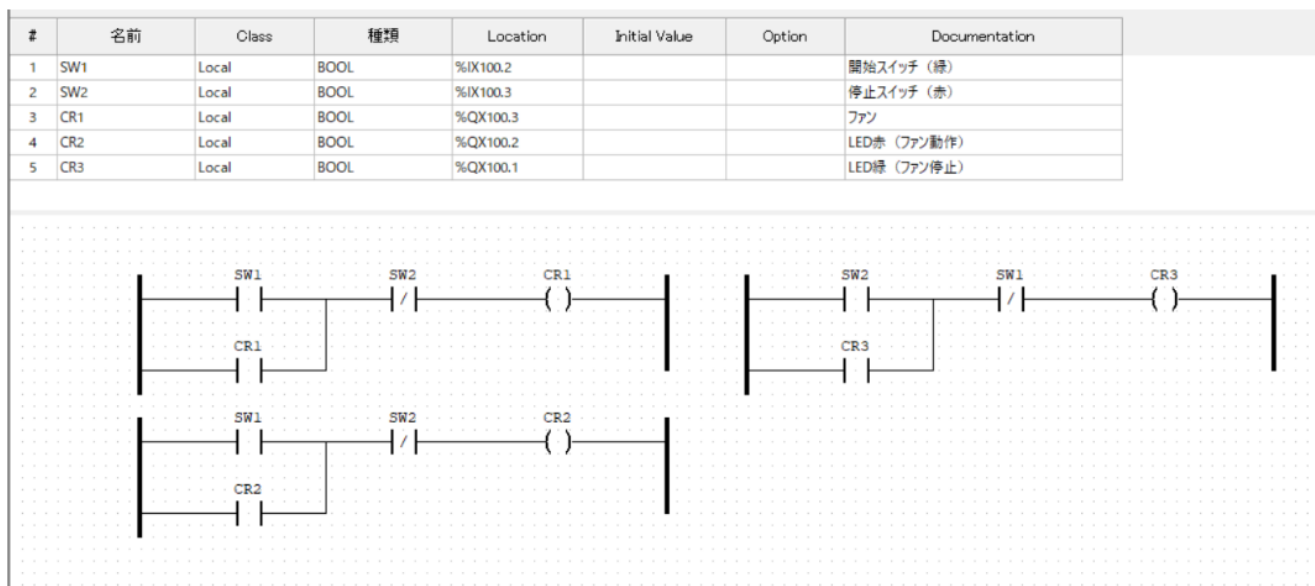 # 名前 Class 種類 Location Initial Value Option Documentation
1 SW1 Local BOOL %IX100.2 開始スイッチ（緑）
2 SW2 Local BOOL %IX100.3 停止スイッチ（赤）
3 CR1 Local BOOL %QX100.3 ファン
4 CR2 Local BOOL %QX100.2 LED赤（ファン動作）
5 CR3 Local BOOL %QX100.1 LED緑（ファン停止）
SW1 SW2 CR1
CR1
SW2 SW1 CR3
CR3
SW1 SW2 CR2
CR2